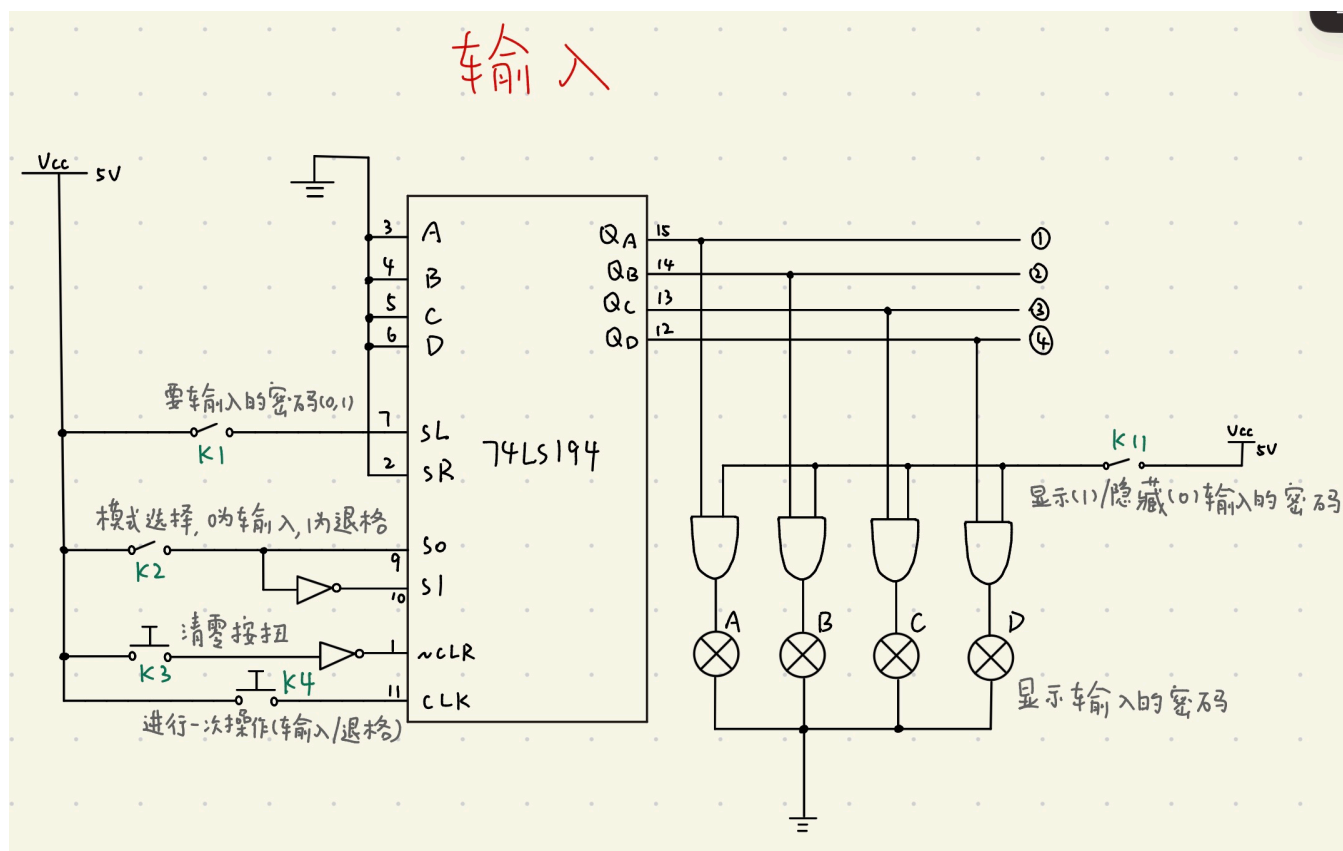 输入
Vcc
5V
3 A
4 B
5 C
6 D
QA 15 ①
QB 14 ②
QC 13 ③
QD 12 ④
要输入的密码(0,1)
K1
7 SL
2 SR
74LS194
K11
Vcc
5V
显示(1)/隐藏(0)输入的密码
模式选择,0为输入,1为退格
K2
S0
9
S1
10
清零按扭
K3
1 ~CLR
K4
11 CLK
进行一次操作(输入/退格)
A B C D
显示输入的密码